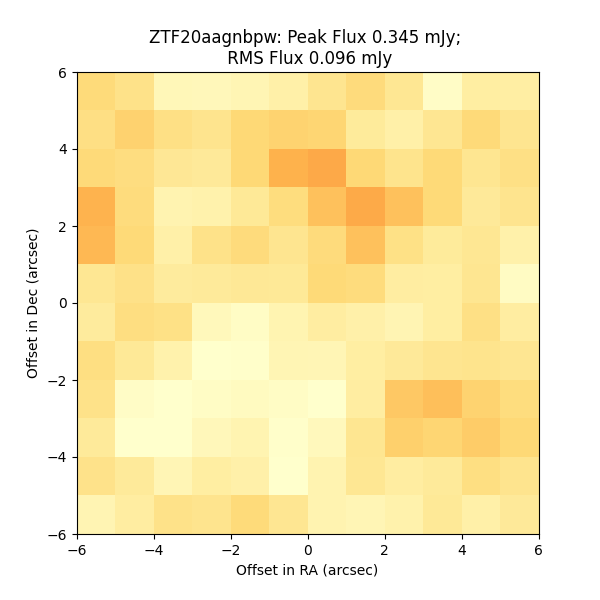 ZTF20aagnbpw: Peak Flux 0.345 mJy;
RMS Flux 0.096 mJy
6
4
2
0
−2
−4
−6
Offset in Dec (arcsec)
−6 −4 −2 0 2 4 6
Offset in RA (arcsec)